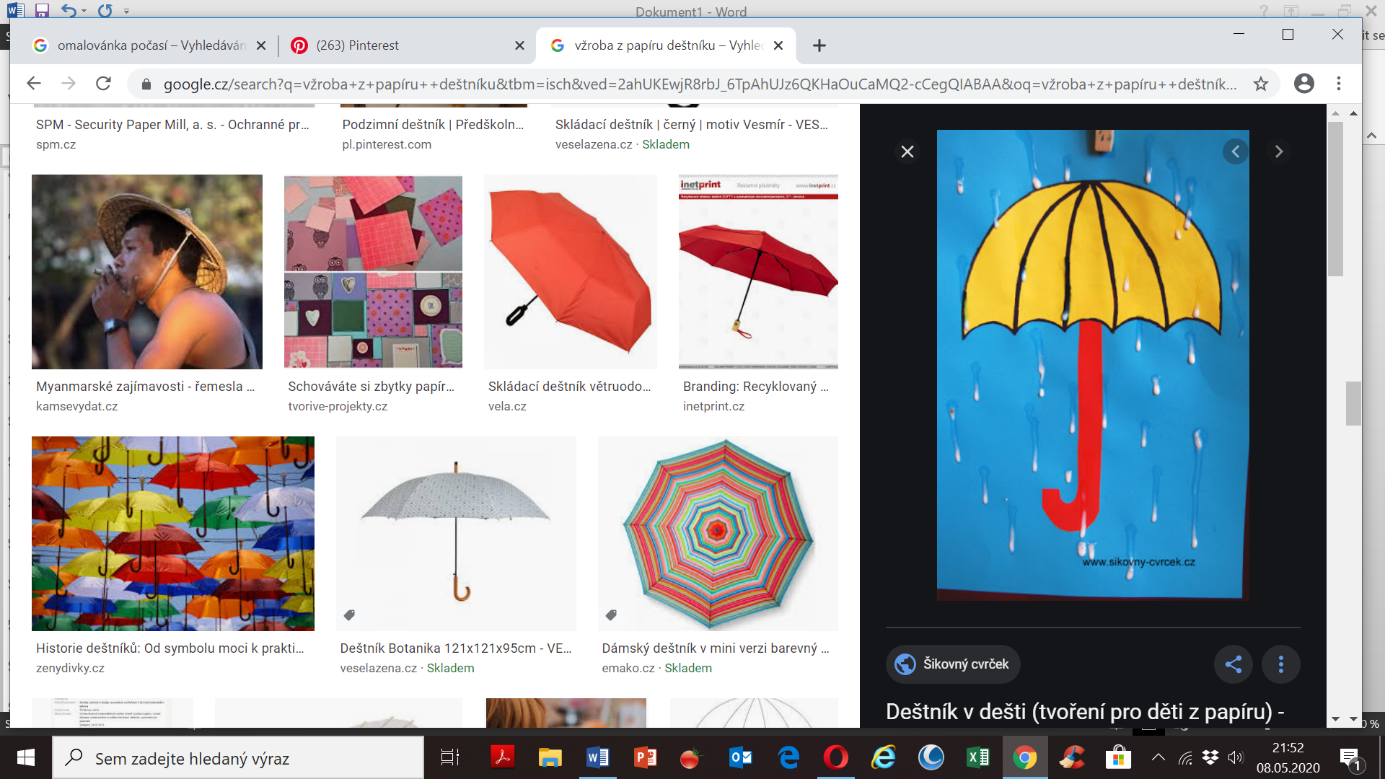 Dokument1 - Word
omalovánka počasí – Vyhledáván
(263) Pinterest
vžroba z papíru deštníku – Vyhle
google.cz/search?q=vžroba+z+papíru++deštníku&tbm=isch&ved=2ahUKEwjR8rbJ_6TpAhUJz6QKHaOuCaMQ2-cCegQIABAA&oq=vžroba+z+papíru++deštník...
SPM - Security Paper Mill, a. s. - Ochranné pr...
spm.cz
Podzimní deštník | Předškoln...
pl.pinterest.com
Skládací deštník | černý | motiv Vesmír - VES...
veselazena.cz · Skladem
inetprint
Myanmarské zajímavosti - řemesla ...
kamsevydat.cz
Schováváte si zbytky papír...
tvorive-projekty.cz
Skládací deštník větruodo...
vela.cz
Branding: Recyklovaný ...
inetprint.cz
Historie deštníků: Od symbolu moci k prakti...
zenydivky.cz
Deštník Botanika 121x121x95cm - VE...
veselazena.cz · Skladem
Dámský deštník v mini verzi barevný ...
emako.cz · Skladem
www.sikovny-cvrcek.cz
Šikovný cvrček
Deštník v dešti (tvoření pro děti z papíru) -
Sem zadejte hledaný výraz
21:52
08.05.2020
1